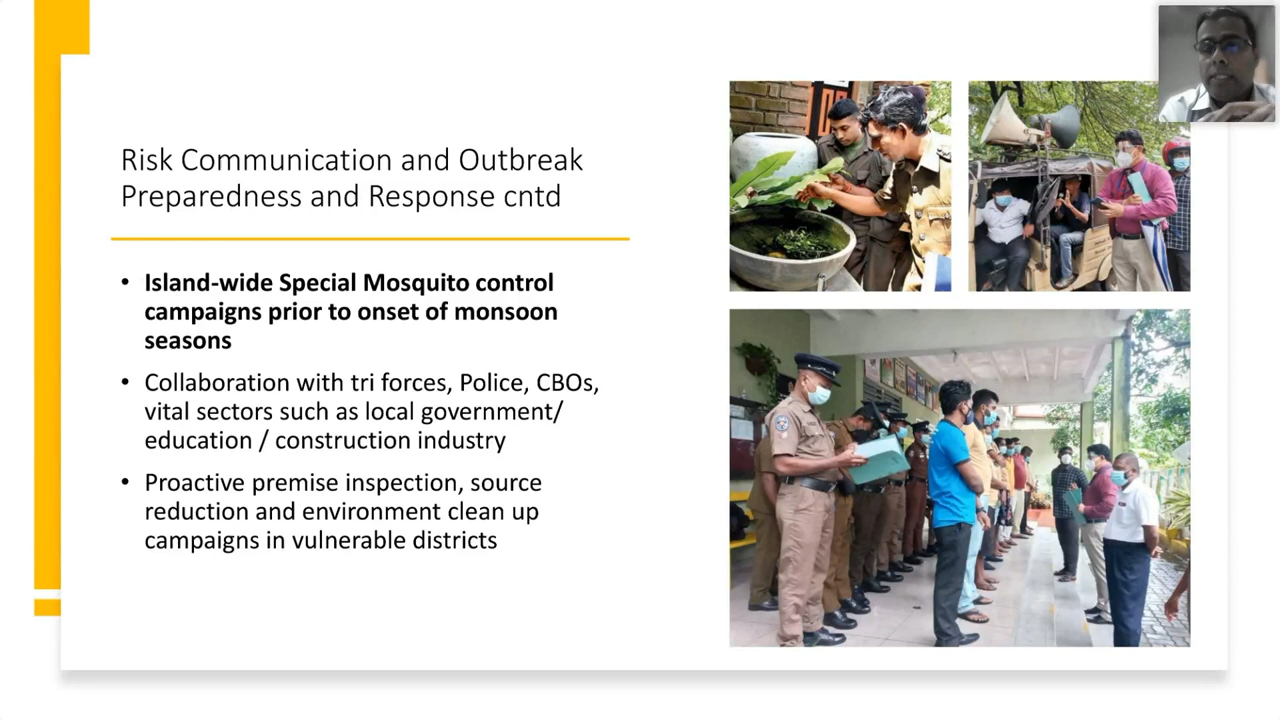 Risk Communication and Outbreak
Preparedness and Response cntd
• Island-wide Special Mosquito control
campaigns prior to onset of monsoon
seasons
• Collaboration with tri forces, Police, CBOs,
vital sectors such as local government/
education / construction industry
• Proactive premise inspection, source
reduction and environment clean up
campaigns in vulnerable districts